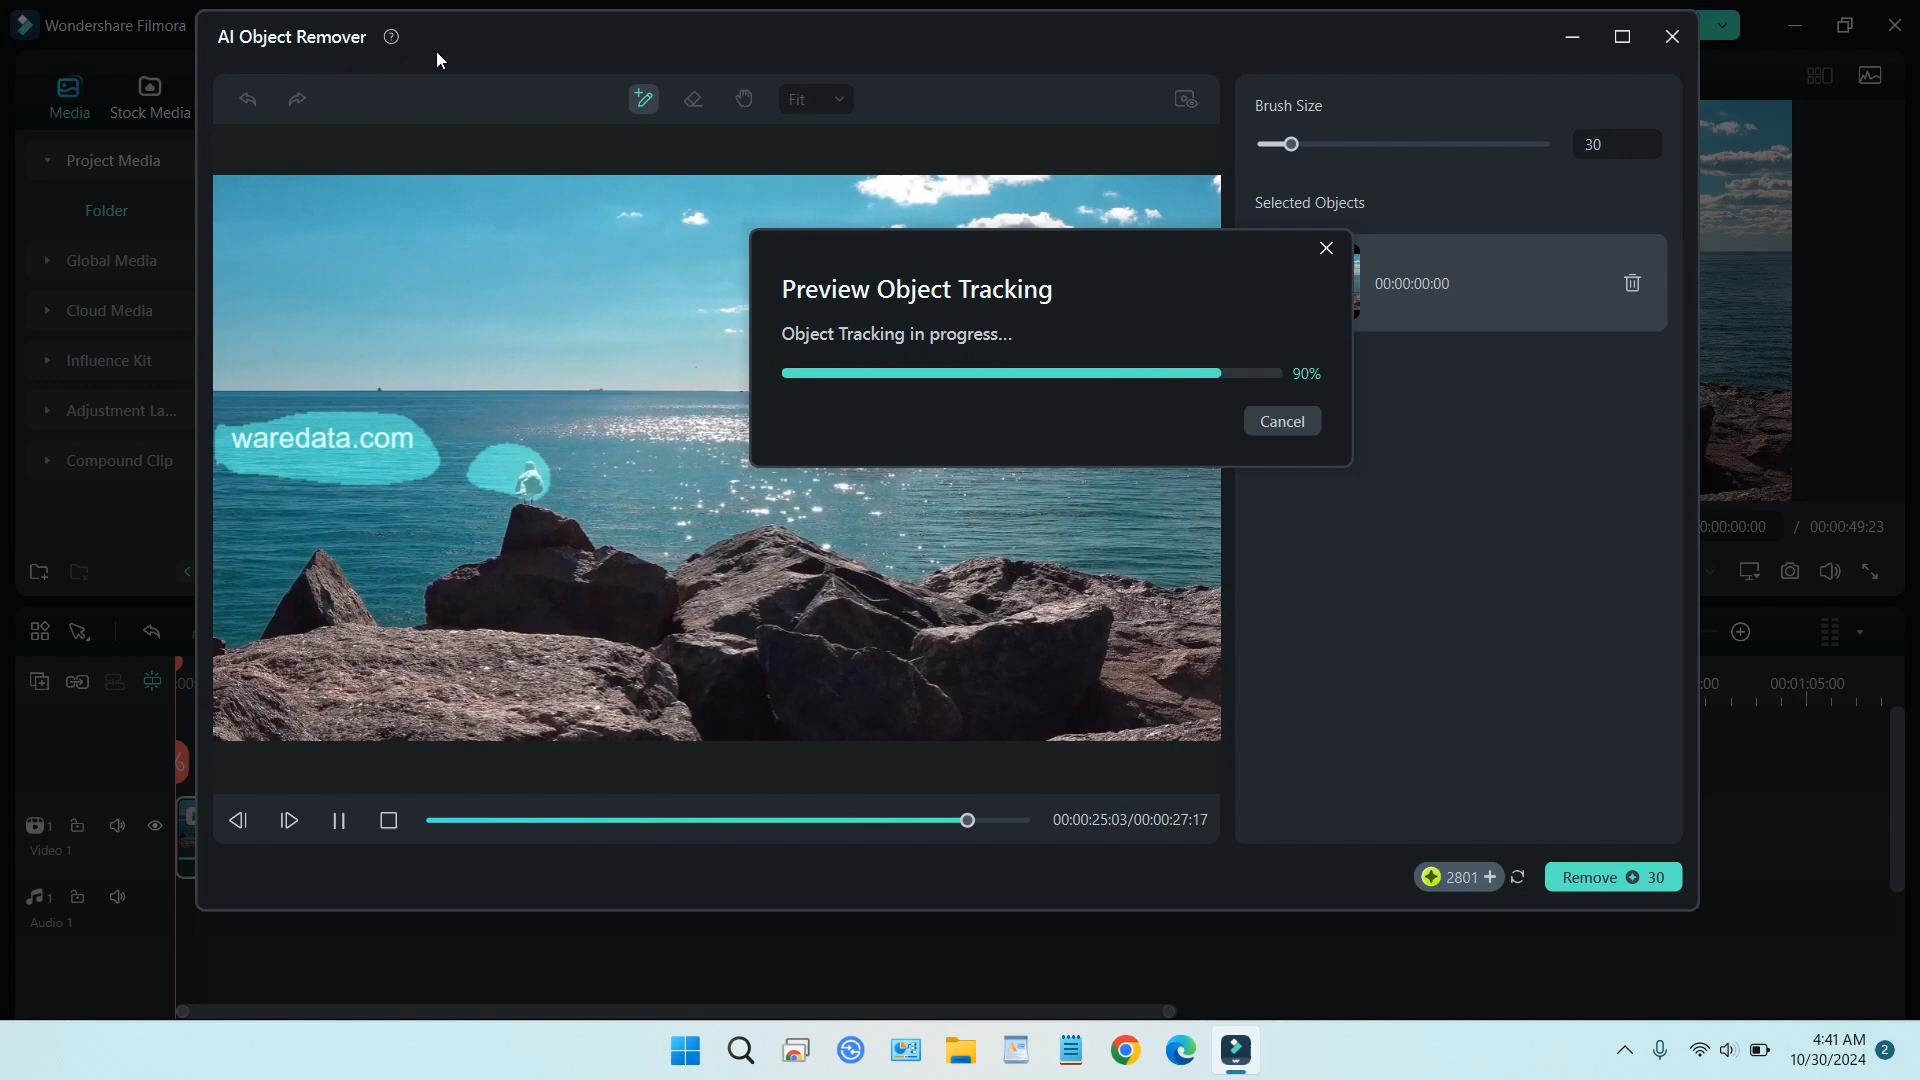 Wondershare Filmora
AI Object Remover
Media
Stock Media
Project Media
Folder
Global Media
Cloud Media
Influence Kit
Adjustment La...
Compound Clip
Fit
Brush Size
30
Selected Objects
00:00:00:00
Preview Object Tracking
Object Tracking in progress...
90%
Cancel
waredata.com
00:00:25:03/00:00:27:17
2801
Remove 30
0:00:00:00 / 00:00:49:23
:00 00:01:05:00
:00
1
Video 1
1
Audio 1
4:41 AM
10/30/2024
2